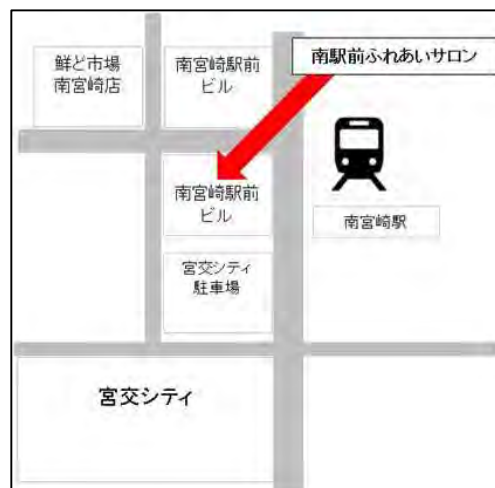 鮮ど市場
南宮崎店
南宮崎駅前
ビル
南駅前ふれあいサロン
南宮崎駅前
ビル
南宮崎駅
宮交シティ
駐車場
宮交シティ